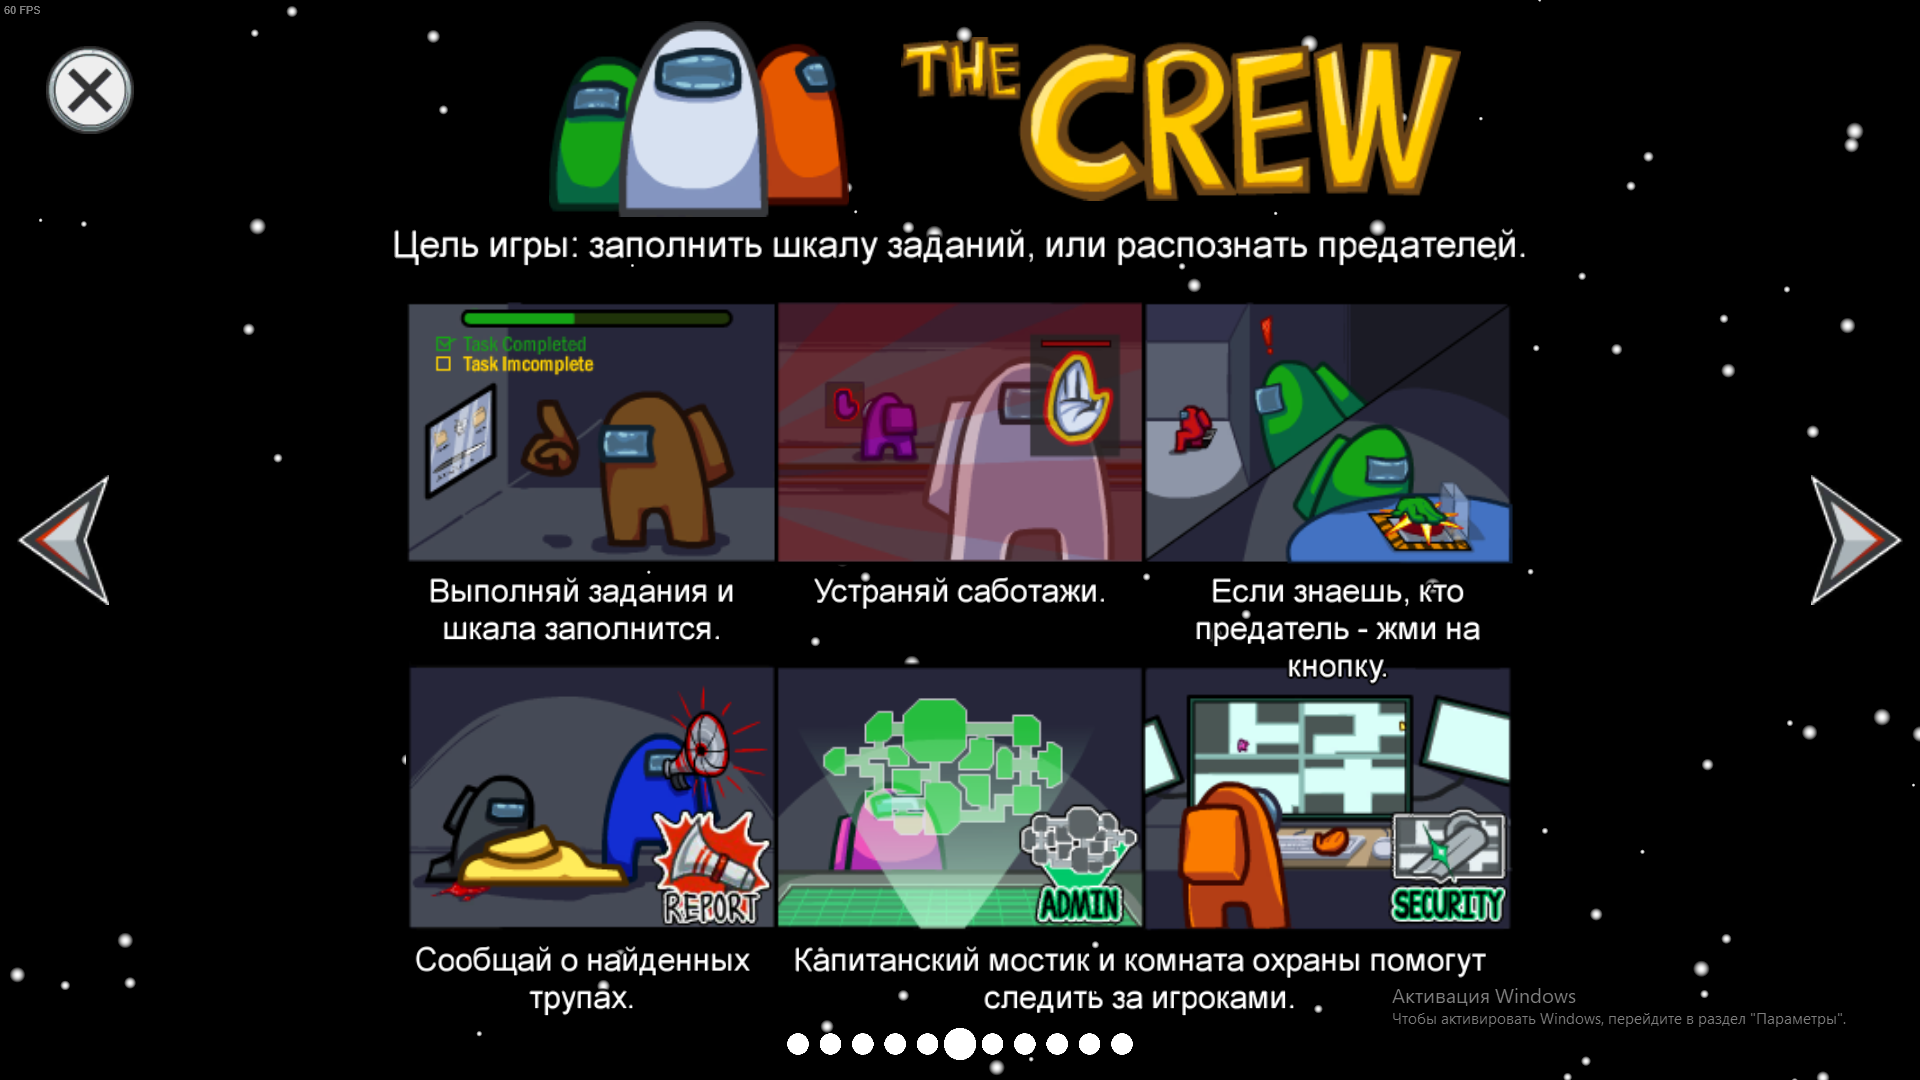 60 FPS
THE CREW
Цель игры: заполнить шкалу заданий, или распознать предателей.
Task Completed
Task Imcomplete
Выполняй задания и
шкала заполнится.
Устраняй саботажи.
Если знаешь, кто
предатель - жми на
кнопку.
REPORT
ADMIN
SECURITY
Сообщай о найденных
трупах.
Капитанский мостик и комната охраны помогут
следить за игроками.
Активация Windows
Чтобы активировать Windows, перейдите в раздел "Параметры".